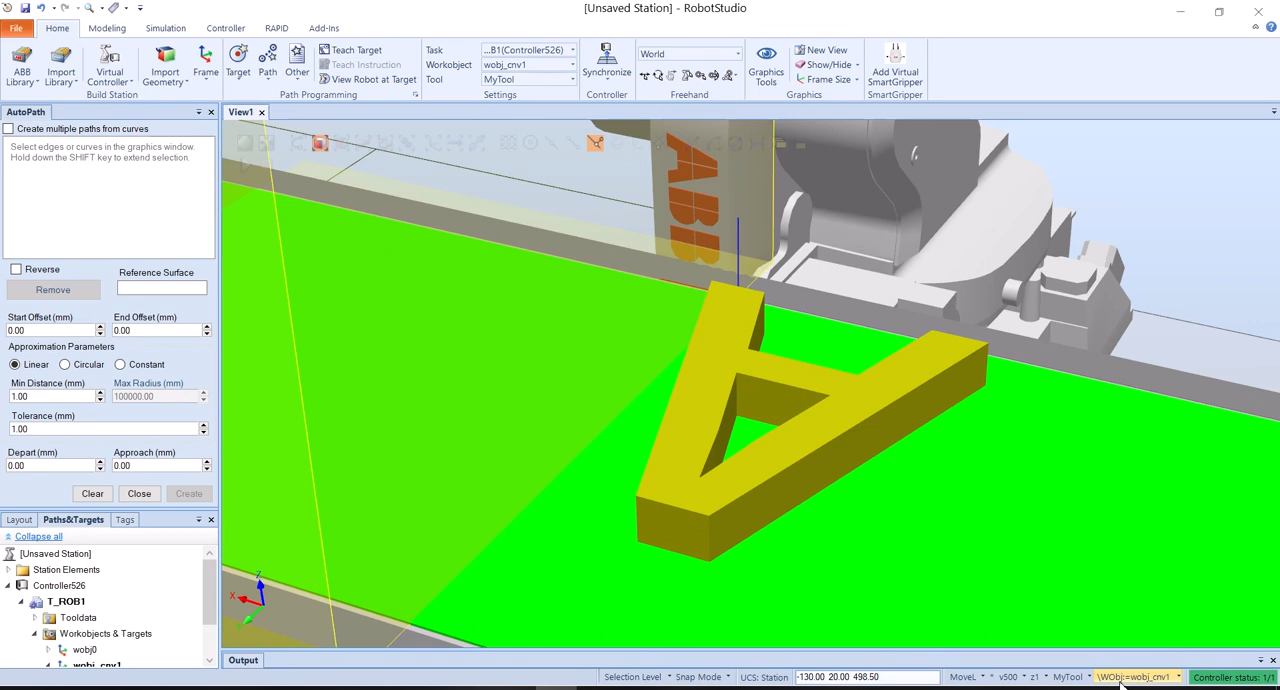 [Unsaved Station] - RobotStudio
File Home Modeling Simulation Controller RAPID Add-Ins
ABB Library
Import Library
Virtual Controller
Import Geometry
Frame
Build Station
Target
Path
Other
Teach Target
Teach Instruction
View Robot at Target
Path Programming
Task ...B1(Controller526)
Workobject wobj_cnv1
Tool MyTool
Settings
Synchronize
Controller
World
Freehand
Graphics Tools
New View
Show/Hide
Frame Size
Graphics
Add Virtual SmartGripper
SmartGripper
AutoPath
Create multiple paths from curves
Select edges or curves in the graphics window.
Hold down the SHIFT key to extend selection.
Reverse
Reference Surface
Remove
Start Offset (mm) End Offset (mm)
0.00 0.00
Approximation Parameters
Linear Circular Constant
Min Distance (mm) Max Radius (mm)
1.00 100000.00
Tolerance (mm)
1.00
Depart (mm) Approach (mm)
0.00 0.00
Clear Close Create
Layout Paths&Targets Tags
Collapse all
[Unsaved Station]
Station Elements
Controller526
T_ROB1
Tooldata
Workobjects & Targets
wobj0
wobj_cnv1
View1
ABB
A
Z
X
Output
Selection Level Snap Mode UCS: Station -130.00 20.00 498.50 MoveL * v500 z1 MyTool \WObj:=wobj_cnv1 Controller status: 1/1